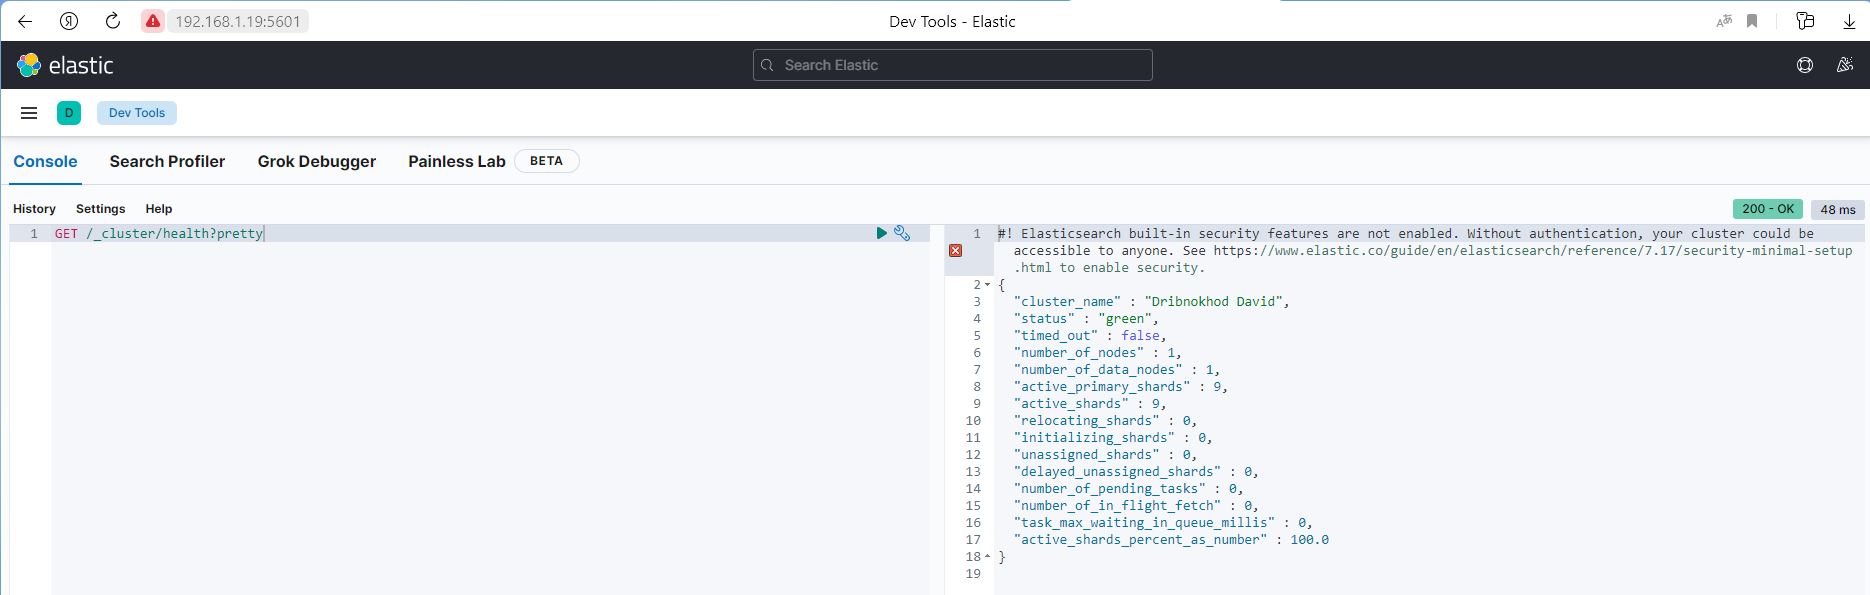 192.168.1.19:5601
Dev Tools - Elastic
elastic
Search Elastic
D
Dev Tools
Console
Search Profiler
Grok Debugger
Painless Lab
BETA
History
Settings
Help
200 - OK
48 ms
1 GET /_cluster/health?pretty
1 #! Elasticsearch built-in security features are not enabled. Without authentication, your cluster could be
accessible to anyone. See https://www.elastic.co/guide/en/elasticsearch/reference/7.17/security-minimal-setup
.html to enable security.
2 {
3 "cluster_name" : "Dribnokhod David",
4 "status" : "green",
5 "timed_out" : false,
6 "number_of_nodes" : 1,
7 "number_of_data_nodes" : 1,
8 "active_primary_shards" : 9,
9 "active_shards" : 9,
10 "relocating_shards" : 0,
11 "initializing_shards" : 0,
12 "unassigned_shards" : 0,
13 "delayed_unassigned_shards" : 0,
14 "number_of_pending_tasks" : 0,
15 "number_of_in_flight_fetch" : 0,
16 "task_max_waiting_in_queue_millis" : 0,
17 "active_shards_percent_as_number" : 100.0
18 }
19